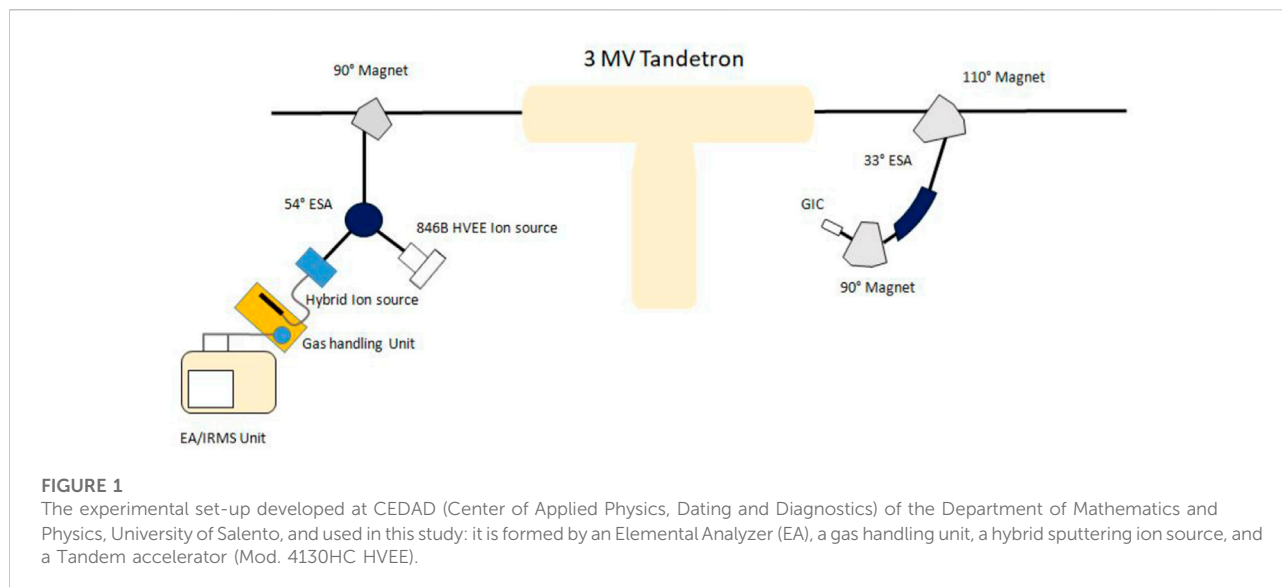 3 MV Tandetron
90° Magnet
110° Magnet
33° ESA
54° ESA
GIC
846B HVEE Ion source
90° Magnet
Hybrid Ion source
Gas handling Unit
EA/IRMS Unit
FIGURE 1
The experimental set-up developed at CEDAD (Center of Applied Physics, Dating and Diagnostics) of the Department of Mathematics and
Physics, University of Salento, and used in this study: it is formed by an Elemental Analyzer (EA), a gas handling unit, a hybrid sputtering ion source, and
a Tandem accelerator (Mod. 4130HC HVEE).